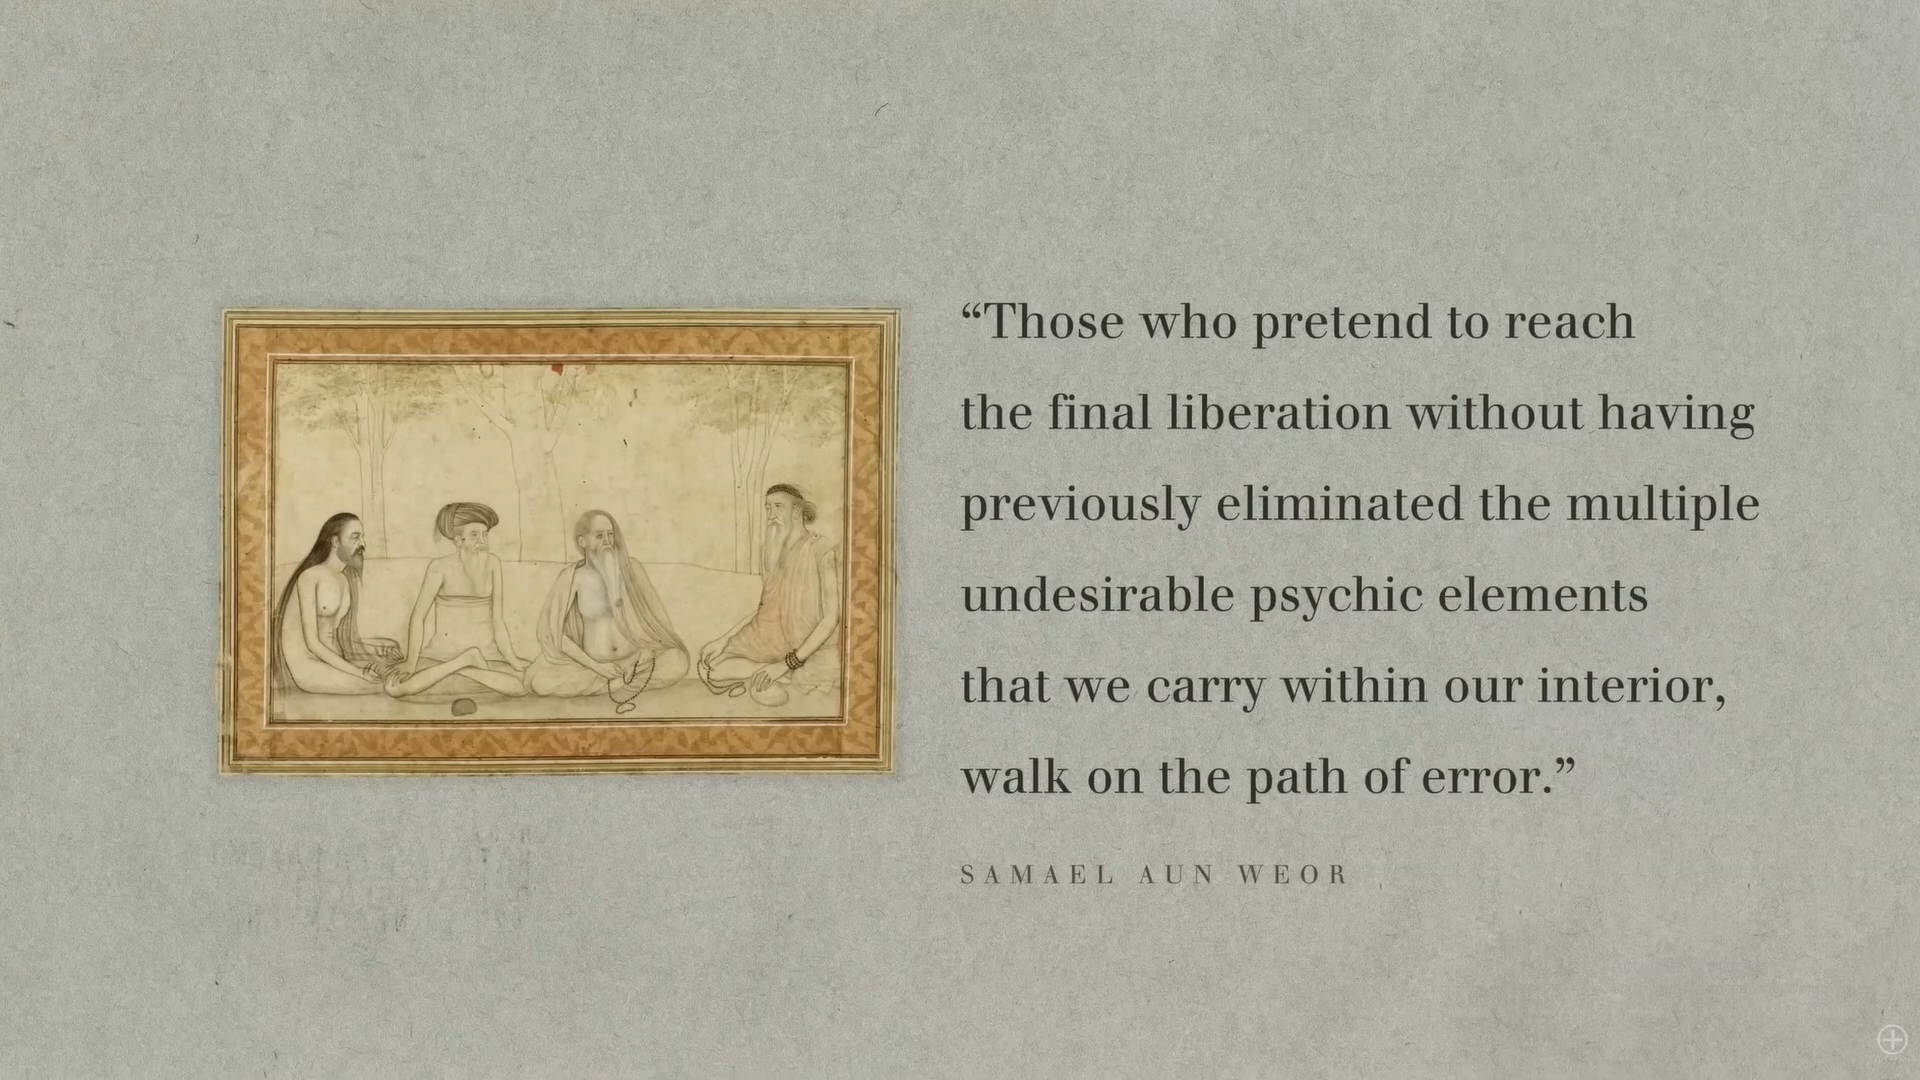 “Those who pretend to reach
the final liberation without having
previously eliminated the multiple
undesirable psychic elements
that we carry within our interior,
walk on the path of error.”
SAMAEL AUN WEOR